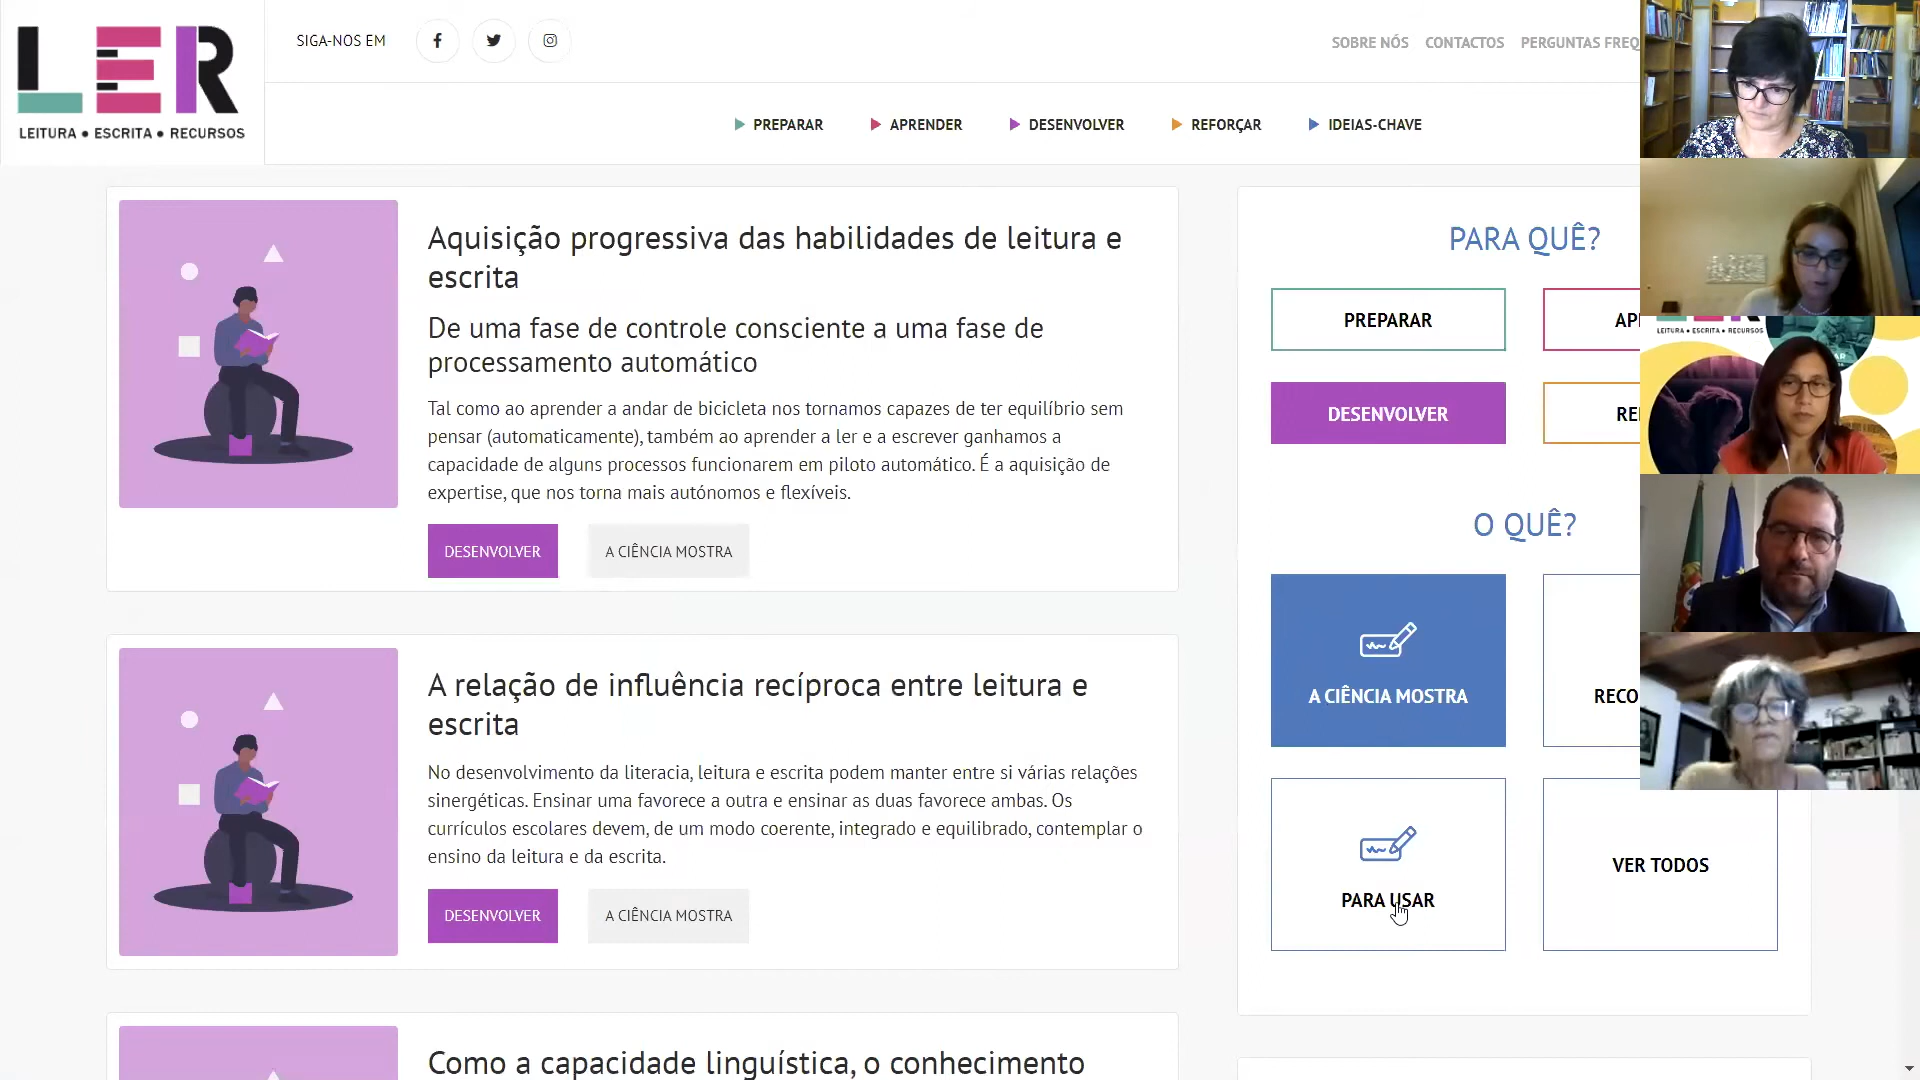 LER
LEITURA • ESCRITA • RECURSOS
SIGA-NOS EM
SOBRE NÓS
CONTACTOS
PERGUNTAS FREQ
PREPARAR
APRENDER
DESENVOLVER
REFORÇAR
IDEIAS-CHAVE
Aquisição progressiva das habilidades de leitura e
escrita
De uma fase de controle consciente a uma fase de
processamento automático
Tal como ao aprender a andar de bicicleta nos tornamos capazes de ter equilíbrio sem
pensar (automaticamente), também ao aprender a ler e a escrever ganhamos a
capacidade de alguns processos funcionarem em piloto automático. É a aquisição de
expertise, que nos torna mais autónomos e flexíveis.
DESENVOLVER
A CIÊNCIA MOSTRA
A relação de influência recíproca entre leitura e
escrita
No desenvolvimento da literacia, leitura e escrita podem manter entre si várias relações
sinergéticas. Ensinar uma favorece a outra e ensinar as duas favorece ambas. Os
currículos escolares devem, de um modo coerente, integrado e equilibrado, contemplar o
ensino da leitura e da escrita.
DESENVOLVER
A CIÊNCIA MOSTRA
Como a capacidade linguística, o conhecimento
PARA QUÊ?
PREPARAR
AP
DESENVOLVER
RE
O QUÊ?
A CIÊNCIA MOSTRA
RECO
PARA USAR
VER TODOS
LEITURA • ESCRITA • RECURSOS